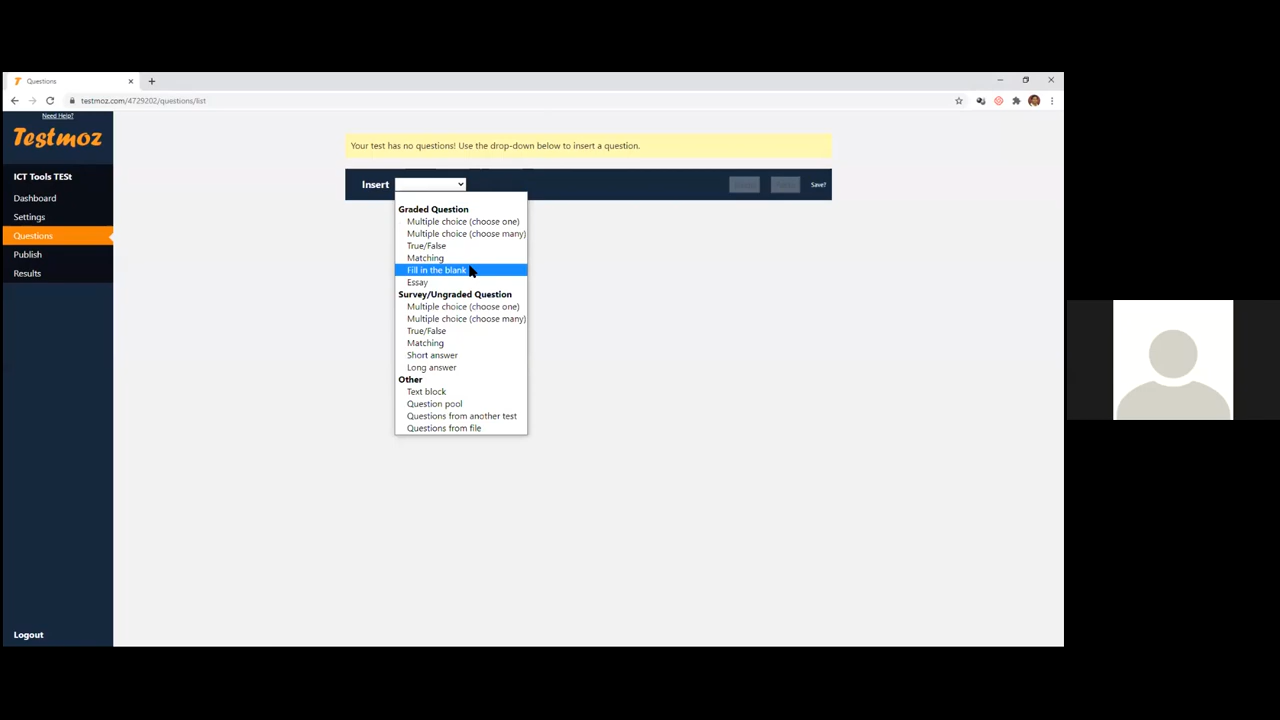 Questions
testmoz.com/4729202/questions/list
Need Help?
Testmoz
ICT Tools TESt
Dashboard
Settings
Questions
Publish
Results
Logout
Your test has no questions! Use the drop-down below to insert a question.
Insert
Save?
Graded Question
Multiple choice (choose one)
Multiple choice (choose many)
True/False
Matching
Fill in the blank
Essay
Survey/Ungraded Question
Multiple choice (choose one)
Multiple choice (choose many)
True/False
Matching
Short answer
Long answer
Other
Text block
Question pool
Questions from another test
Questions from file